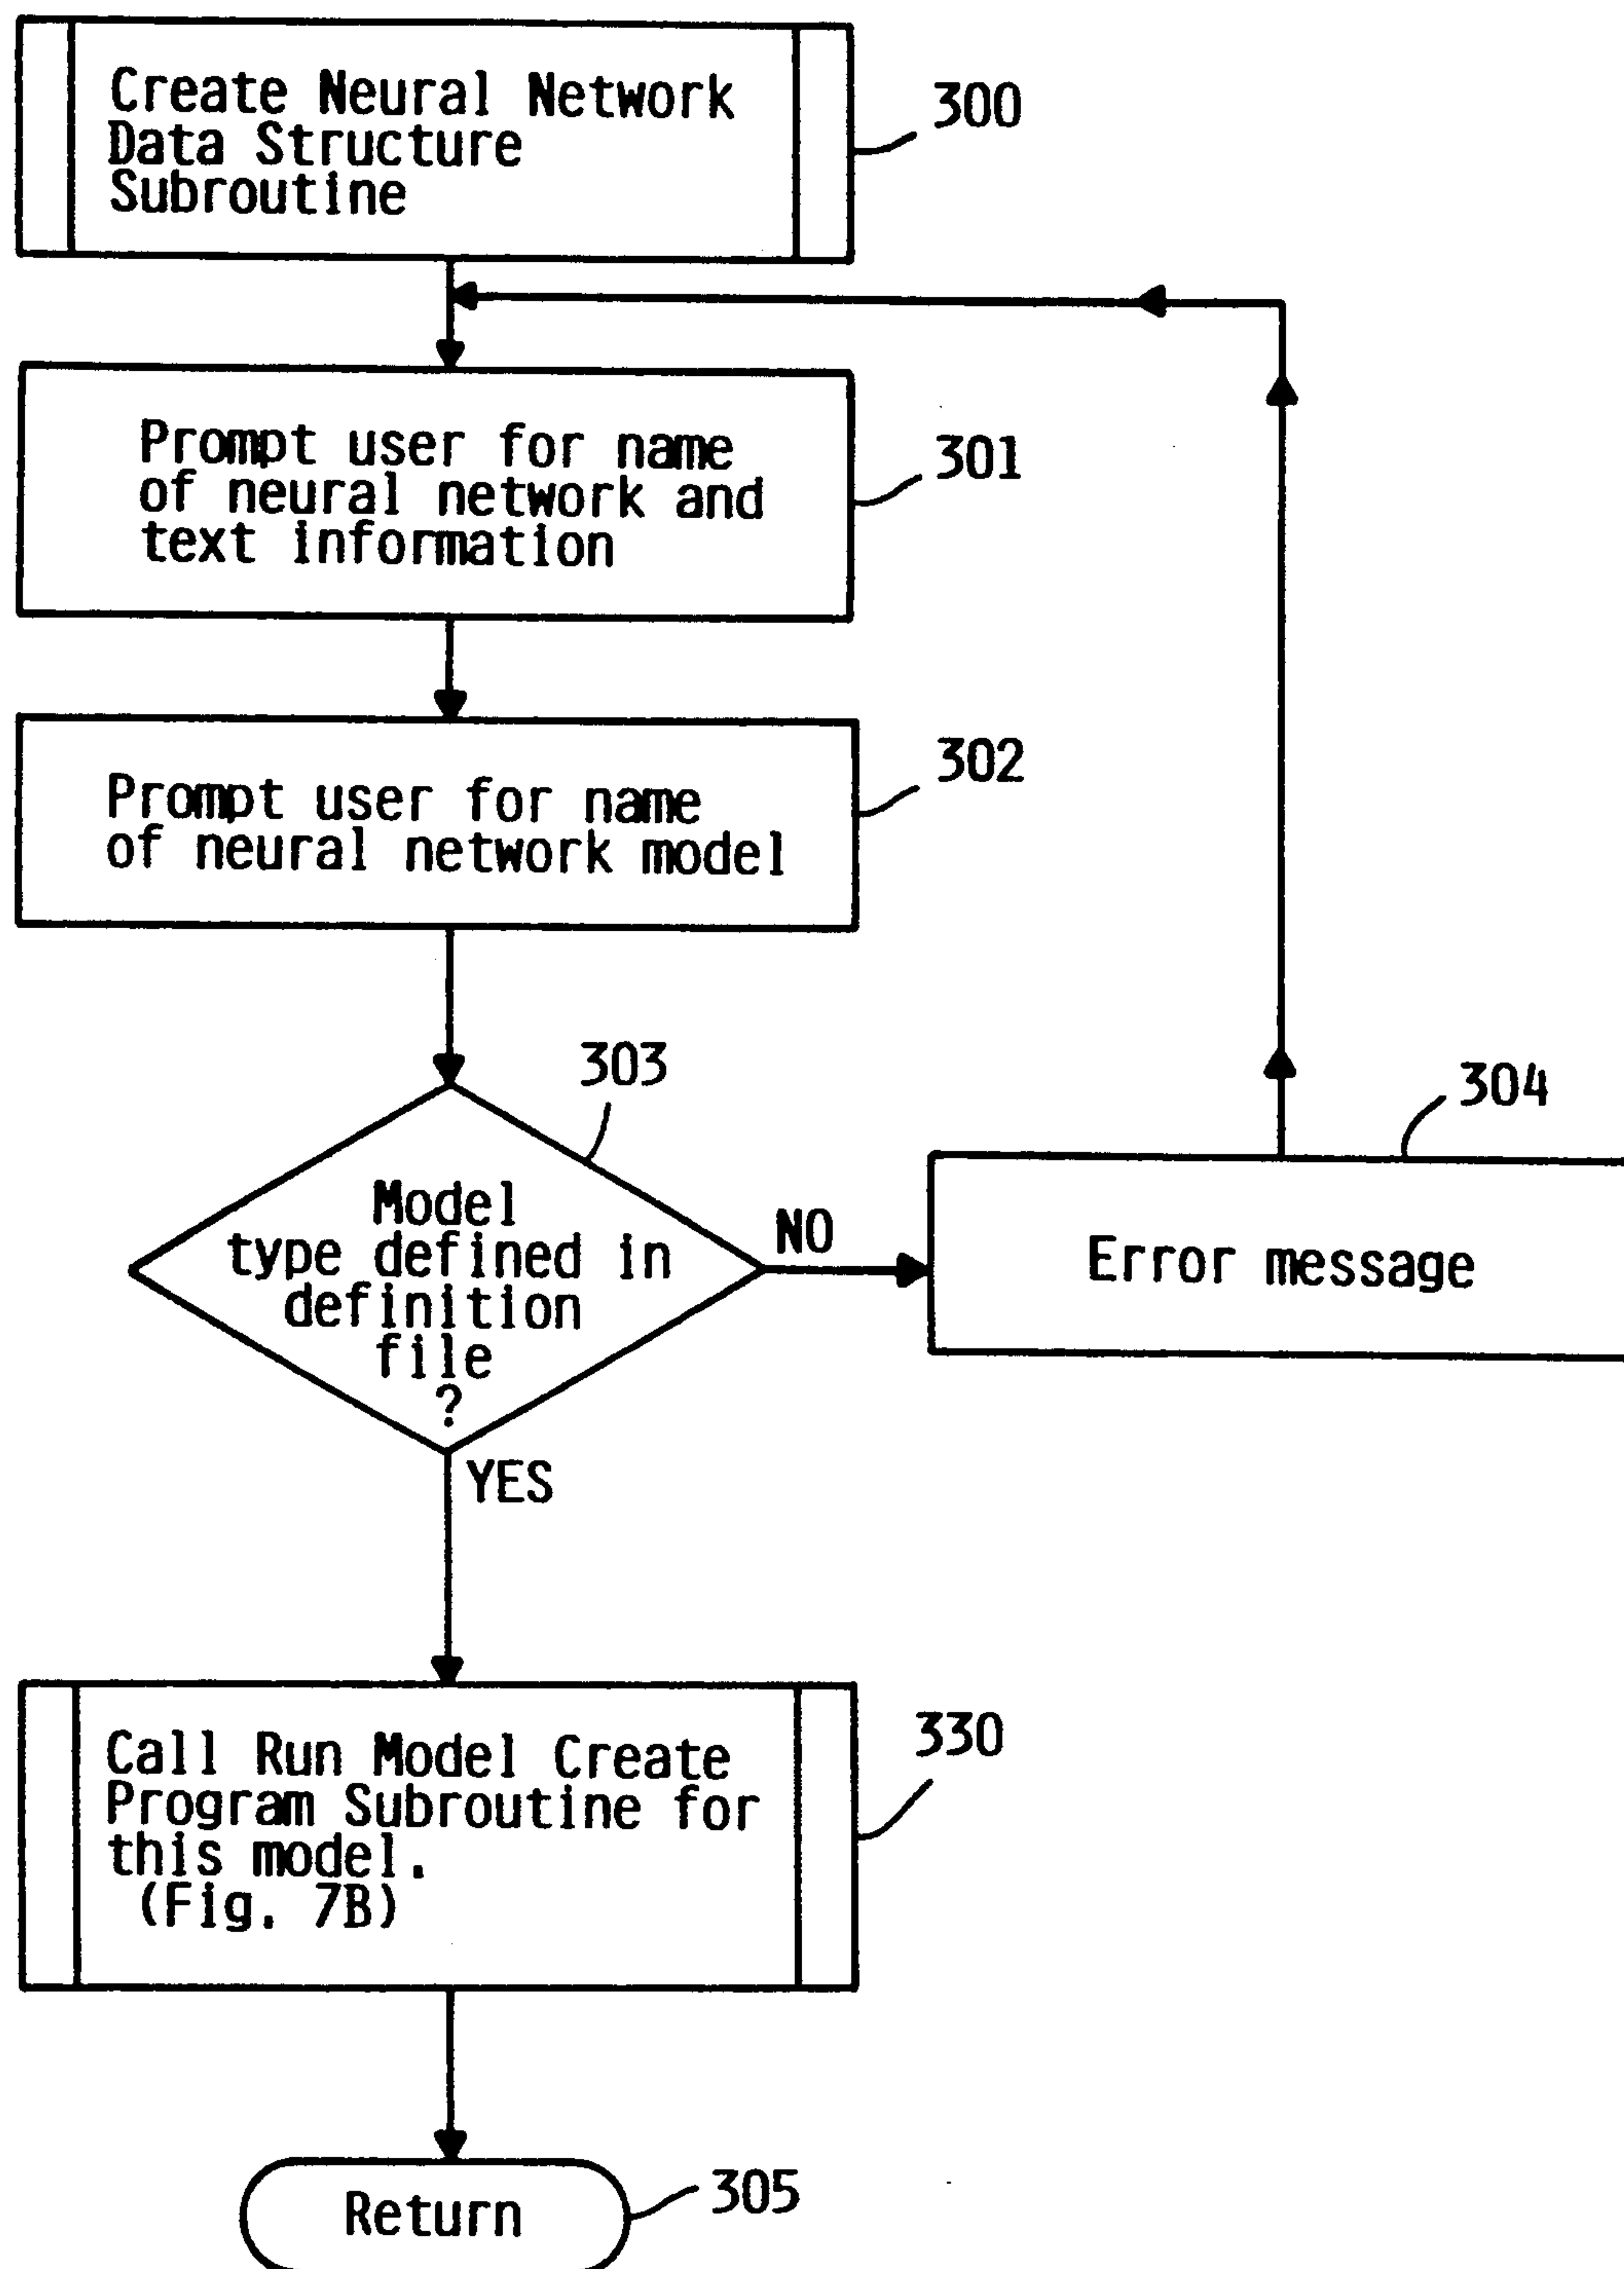 Create Neural Network
Data Structure
Subroutine
300
Prompt user for name
of neural network and
text information
301
Prompt user for name
of neural network model
302
303
Model
type defined in
definition
file
?
NO
Error message
304
YES
Call Run Model Create
Program Subroutine for
this model.
(Fig. 7B)
330
Return
305